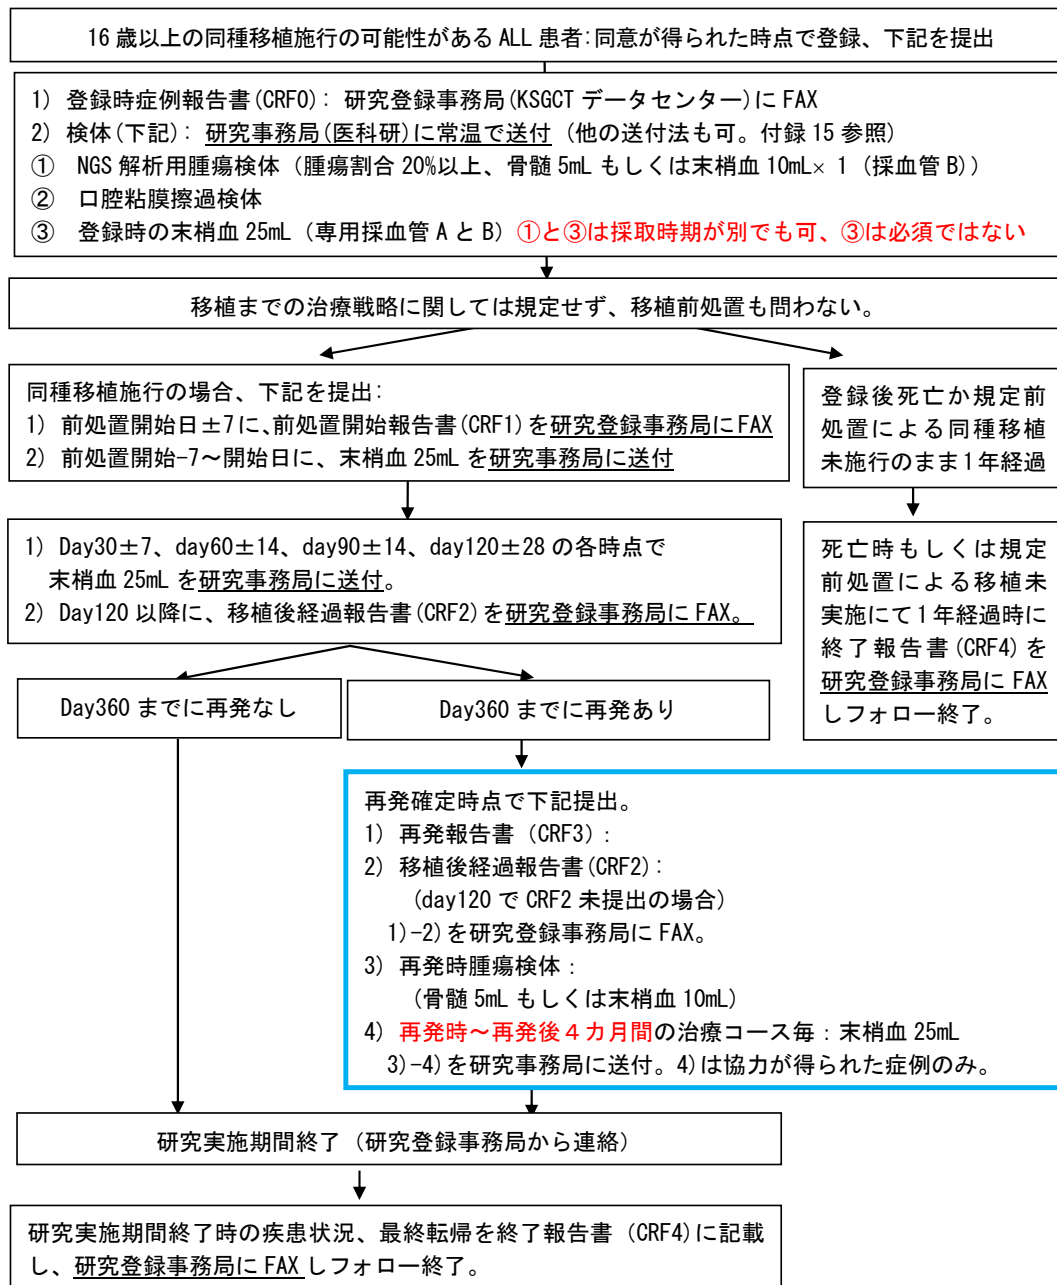 16 歳以上の同種移植施行の可能性がある ALL 患者：同意が得られた時点で登録、下記を提出
1) 登録時症例報告書(CRF0)： 研究登録事務局(KSGCT データセンター)に FAX
2) 検体(下記)： 研究事務局(医科研)に常温で送付（他の送付法も可。付録 15 参照）
① NGS 解析用腫瘍検体（腫瘍割合 20%以上、骨髄 5mL もしくは末梢血 10mL× 1（採血管 B））
② 口腔粘膜擦過検体
③ 登録時の末梢血 25mL（専用採血管 A と B）①と③は採取時期が別でも可、③は必須ではない
移植までの治療戦略に関しては規定せず、移植前処置も問わない。
同種移植施行の場合、下記を提出：
1) 前処置開始日±7に、前処置開始報告書(CRF1)を研究登録事務局にFAX
2) 前処置開始-7～開始日に、末梢血 25mL を研究事務局に送付
登録後死亡か規定前
処置による同種移植
未施行のまま1年経過
1) Day30±7、day60±14、day90±14、day120±28 の各時点で
末梢血 25mL を研究事務局に送付。
2) Day120 以降に、移植後経過報告書(CRF2)を研究登録事務局に FAX。
死亡時もしくは規定
前処置による移植未
実施にて1年経過時に
終了報告書(CRF4)を
研究登録事務局に FAX
しフォロー終了。
Day360 までに再発なし
Day360 までに再発あり
再発確定時点で下記提出。
1) 再発報告書（CRF3）：
2) 移植後経過報告書(CRF2)：
（day120 で CRF2 未提出の場合）
1)-2)を研究登録事務局に FAX。
3) 再発時腫瘍検体：
（骨髄 5mL もしくは末梢血 10mL）
4) 再発時～再発後４カ月間の治療コース毎：末梢血 25mL
3)-4)を研究事務局に送付。4)は協力が得られた症例のみ。
研究実施期間終了（研究登録事務局から連絡）
研究実施期間終了時の疾患状況、最終転帰を終了報告書（CRF4)に記載
し、研究登録事務局に FAX しフォロー終了。